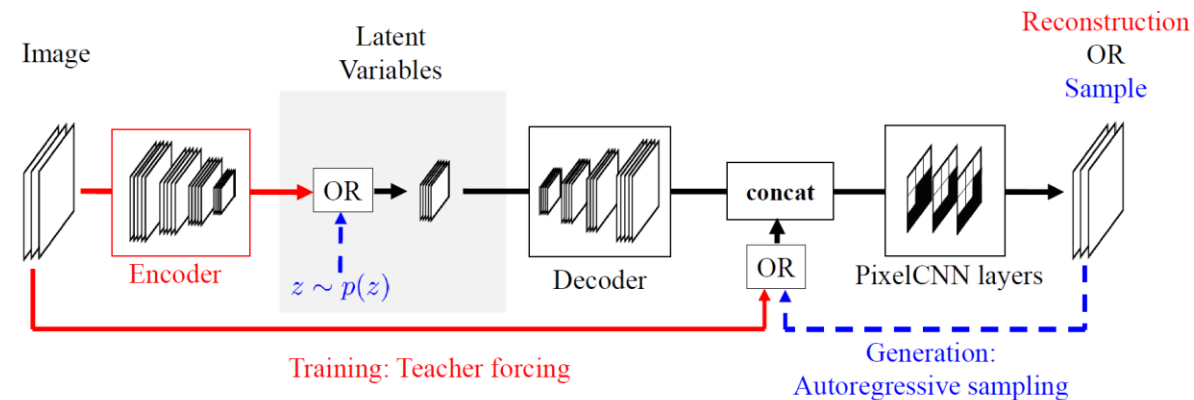 Image
Latent
Variables
Reconstruction
OR
Sample
OR
z ∼ p(z)
Encoder
Decoder
concat
OR
PixelCNN layers
Training: Teacher forcing
Generation:
Autoregressive sampling